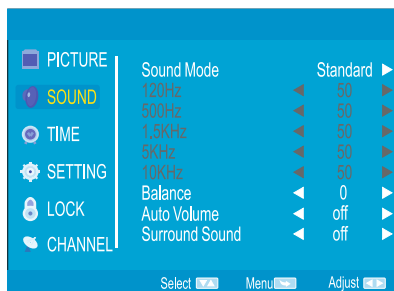 PICTURE
SOUND
TIME
SETTING
LOCK
CHANNEL
Sound Mode Standard
120Hz 50
500Hz 50
1.5KHz 50
5KHz 50
10KHz 50
Balance 0
Auto Volume off
Surround Sound off
Select Menu Adjust